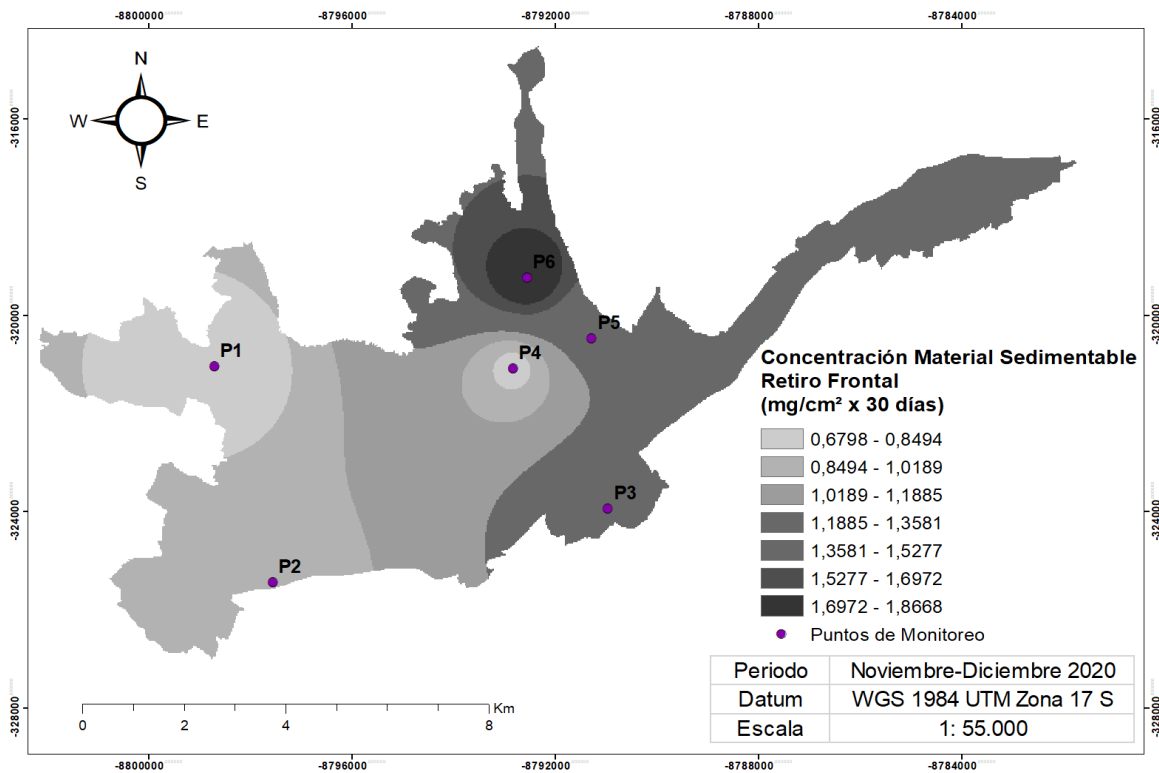 -8800000 -8796000 -8792000 -8788000 -8784000
N
W E
S
-316000 -316000
P6
-320000 -320000
P5
P1
P4
Concentración Material Sedimentable
Retiro Frontal
(mg/cm² x 30 días)
0,6798 - 0,8494
0,8494 - 1,0189
1,0189 - 1,1885
1,1885 - 1,3581
1,3581 - 1,5277
1,5277 - 1,6972
1,6972 - 1,8668
Puntos de Monitoreo
P3
-324000 -324000
P2
Periodo Noviembre-Diciembre 2020
Datum WGS 1984 UTM Zona 17 S
Escala 1: 55.000
Km
0 2 4 8
-328000 -328000
-8800000 -8796000 -8792000 -8788000 -8784000